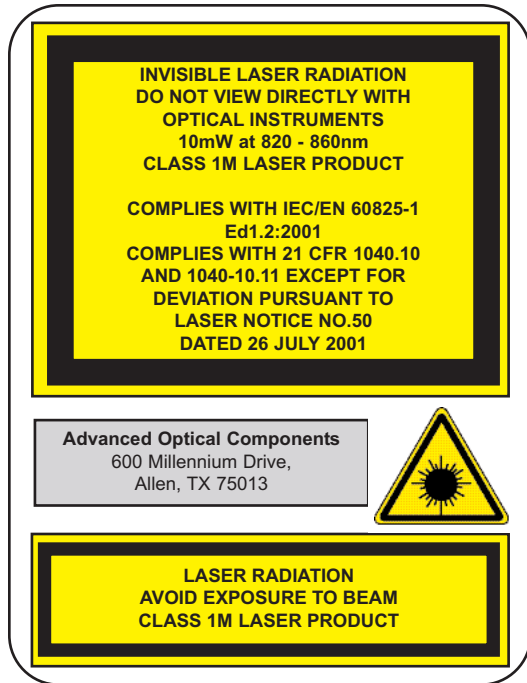 INVISIBLE LASER RADIATION
DO NOT VIEW DIRECTLY WITH
OPTICAL INSTRUMENTS
10mW at 820 - 860nm
CLASS 1M LASER PRODUCT
COMPLIES WITH IEC/EN 60825-1
Ed1.2:2001
COMPLIES WITH 21 CFR 1040.10
AND 1040-10.11 EXCEPT FOR
DEVIATION PURSUANT TO
LASER NOTICE NO.50
DATED 26 JULY 2001
Advanced Optical Components
600 Millennium Drive,
Allen, TX 75013
LASER RADIATION
AVOID EXPOSURE TO BEAM
CLASS 1M LASER PRODUCT